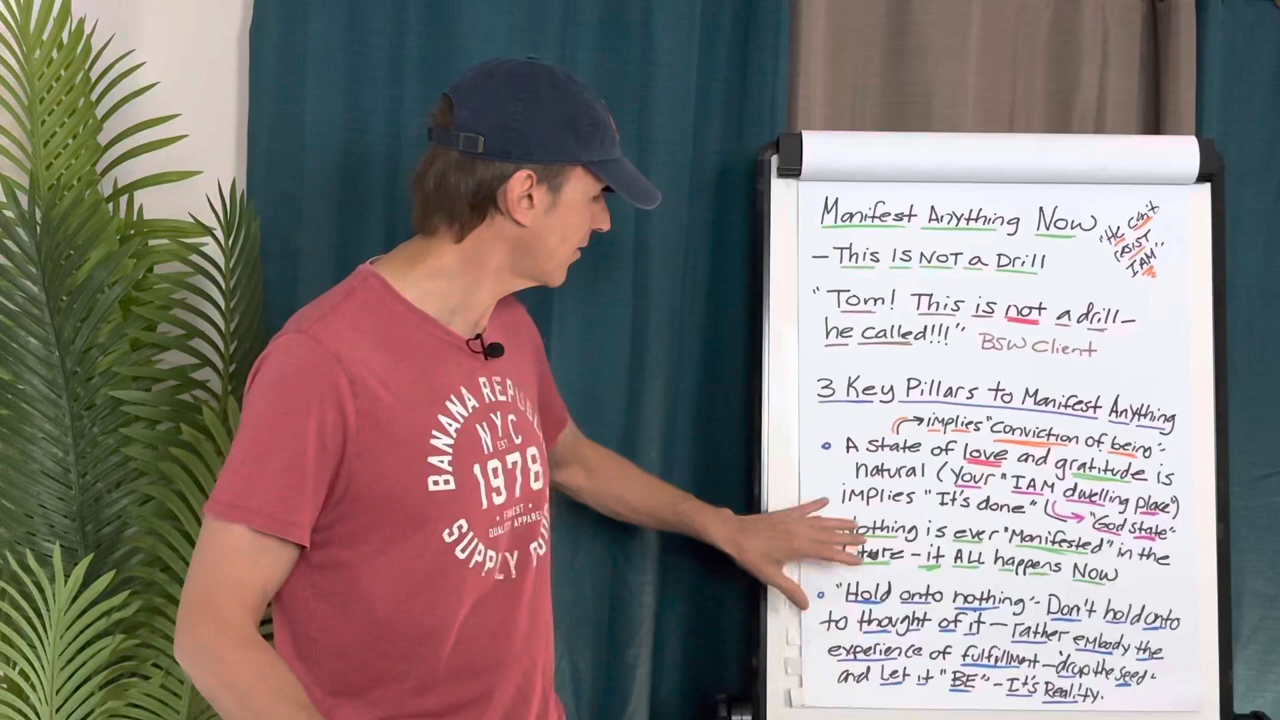 BANANA REPUBLIC
NYC
EST.
1978
FINEST
QUALITY APPAREL
SUPPLY
Manifest Anything Now
"He can't
resist
I AM"
- This IS NOT a Drill
"Tom! This is not a drill-
he called!!!"
BSW Client
3 Key Pillars to Manifest Anything
implies "conviction of being"
• A state of love and gratitude is
natural (Your "I AM dwelling place")
implies "It's done"
"God state"
nothing is ever "Manifested" in the
- it ALL happens Now
• "Hold onto nothing" - Don't hold onto
to thought of it - rather embody the
experience of fulfillment - "drop the seed"
and Let it "BE" - It's Reality.